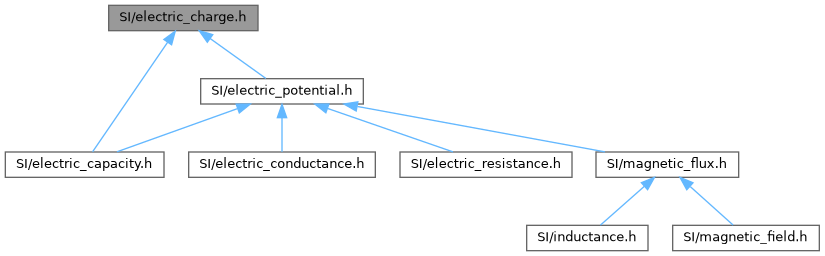 SI/electric_charge.h
SI/electric_potential.h
SI/electric_capacity.h
SI/electric_conductance.h
SI/electric_resistance.h
SI/magnetic_flux.h
SI/inductance.h
SI/magnetic_field.h